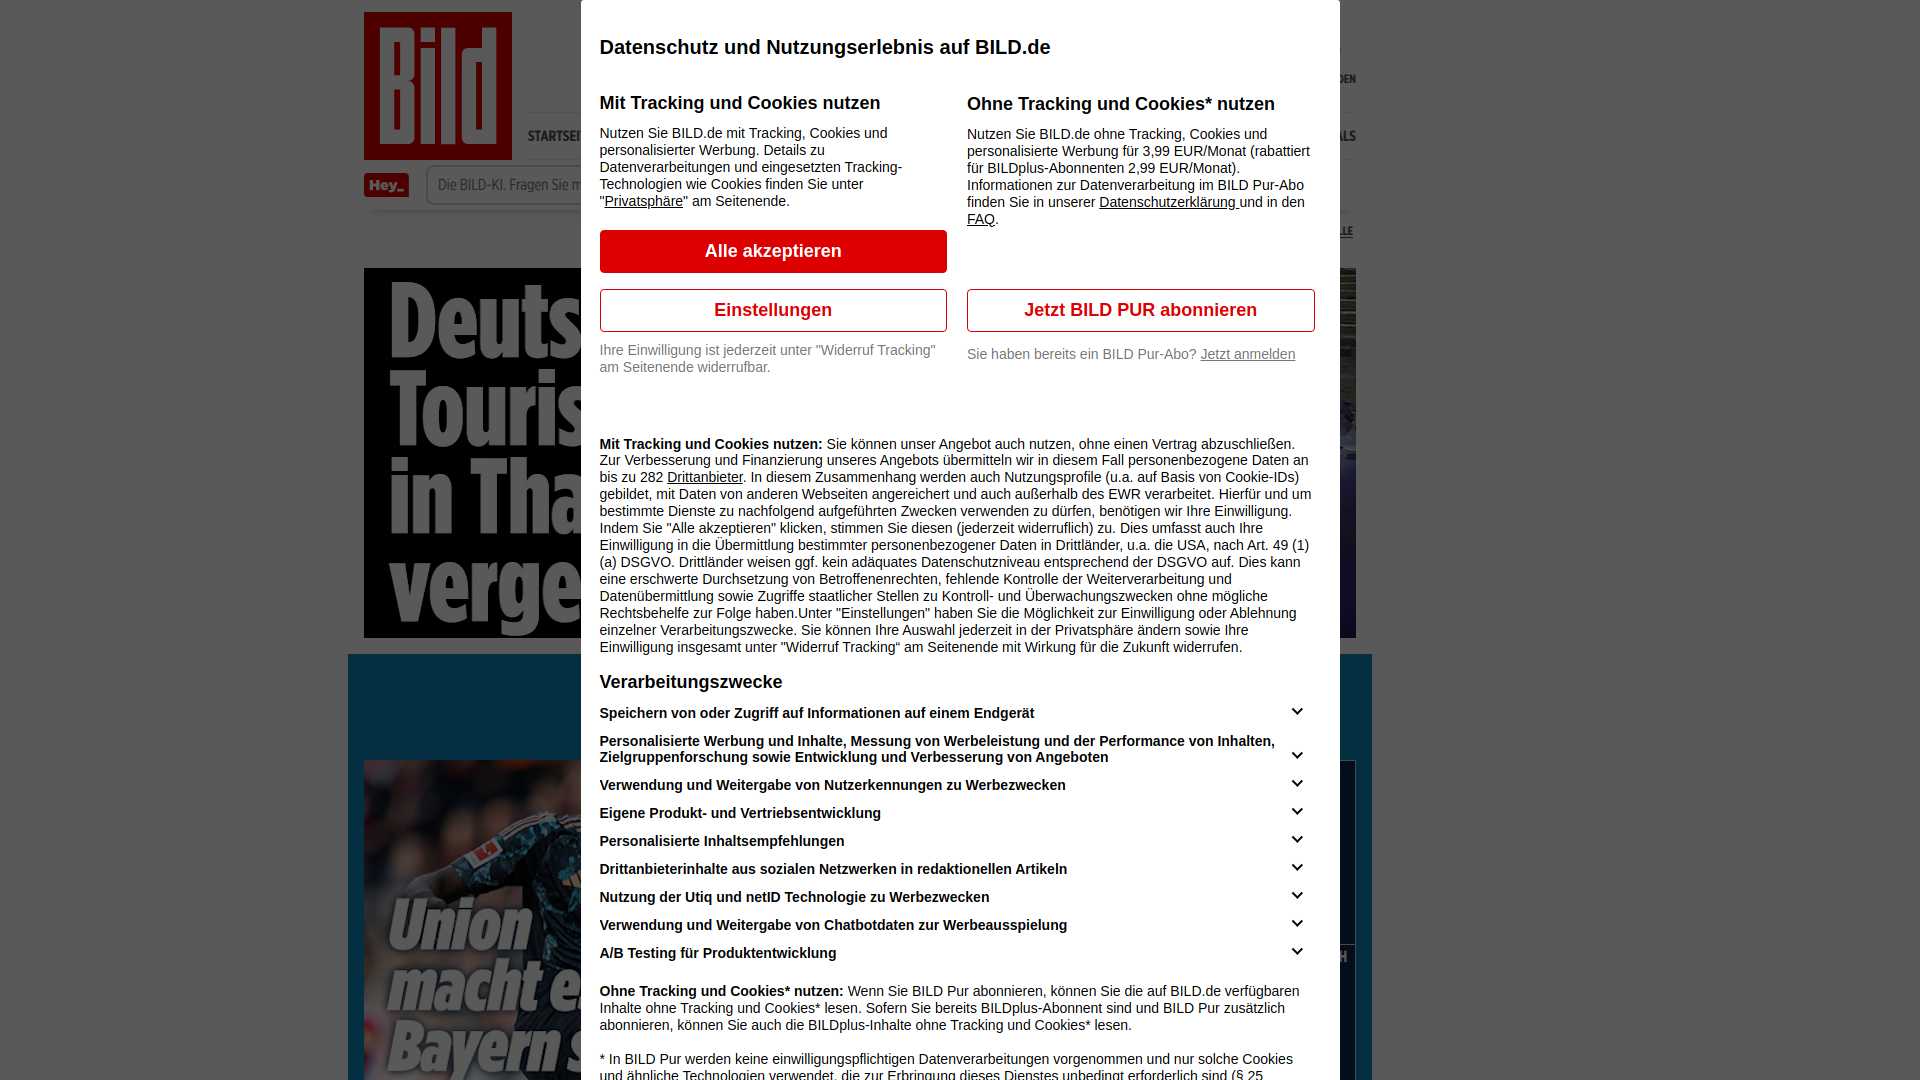 Bild
STARTSEI
Hey_
Die BILD-KI. Fragen Sie m
DEN
ALS
LLE
Deuts
Touris
in Tha
verge
Union
macht e
Bayern s
H
Datenschutz und Nutzungserlebnis auf BILD.de
Mit Tracking und Cookies nutzen
Nutzen Sie BILD.de mit Tracking, Cookies und
personalisierter Werbung. Details zu
Datenverarbeitungen und eingesetzten Tracking-
Technologien wie Cookies finden Sie unter
"Privatsphäre" am Seitenende.
Alle akzeptieren
Einstellungen
Ihre Einwilligung ist jederzeit unter "Widerruf Tracking"
am Seitenende widerrufbar.
Ohne Tracking und Cookies* nutzen
Nutzen Sie BILD.de ohne Tracking, Cookies und
personalisierte Werbung für 3,99 EUR/Monat (rabattiert
für BILDplus-Abonnenten 2,99 EUR/Monat).
Informationen zur Datenverarbeitung im BILD Pur-Abo
finden Sie in unserer Datenschutzerklärung und in den
FAQ.
Jetzt BILD PUR abonnieren
Sie haben bereits ein BILD Pur-Abo? Jetzt anmelden
Mit Tracking und Cookies nutzen: Sie können unser Angebot auch nutzen, ohne einen Vertrag abzuschließen.
Zur Verbesserung und Finanzierung unseres Angebots übermitteln wir in diesem Fall personenbezogene Daten an
bis zu 282 Drittanbieter. In diesem Zusammenhang werden auch Nutzungsprofile (u.a. auf Basis von Cookie-IDs)
gebildet, mit Daten von anderen Webseiten angereichert und auch außerhalb des EWR verarbeitet. Hierfür und um
bestimmte Dienste zu nachfolgend aufgeführten Zwecken verwenden zu dürfen, benötigen wir Ihre Einwilligung.
Indem Sie "Alle akzeptieren" klicken, stimmen Sie diesen (jederzeit widerruflich) zu. Dies umfasst auch Ihre
Einwilligung in die Übermittlung bestimmter personenbezogener Daten in Drittländer, u.a. die USA, nach Art. 49 (1)
(a) DSGVO. Drittländer weisen ggf. kein adäquates Datenschutzniveau entsprechend der DSGVO auf. Dies kann
eine erschwerte Durchsetzung von Betroffenenrechten, fehlende Kontrolle der Weiterverarbeitung und
Datenübermittlung sowie Zugriffe staatlicher Stellen zu Kontroll- und Überwachungszwecken ohne mögliche
Rechtsbehelfe zur Folge haben.Unter "Einstellungen" haben Sie die Möglichkeit zur Einwilligung oder Ablehnung
einzelner Verarbeitungszwecke. Sie können Ihre Auswahl jederzeit in der Privatsphäre ändern sowie Ihre
Einwilligung insgesamt unter "Widerruf Tracking“ am Seitenende mit Wirkung für die Zukunft widerrufen.
Verarbeitungszwecke
Speichern von oder Zugriff auf Informationen auf einem Endgerät
Personalisierte Werbung und Inhalte, Messung von Werbeleistung und der Performance von Inhalten,
Zielgruppenforschung sowie Entwicklung und Verbesserung von Angeboten
Verwendung und Weitergabe von Nutzerkennungen zu Werbezwecken
Eigene Produkt- und Vertriebsentwicklung
Personalisierte Inhaltsempfehlungen
Drittanbieterinhalte aus sozialen Netzwerken in redaktionellen Artikeln
Nutzung der Utiq und netID Technologie zu Werbezwecken
Verwendung und Weitergabe von Chatbotdaten zur Werbeausspielung
A/B Testing für Produktentwicklung
Ohne Tracking und Cookies* nutzen: Wenn Sie BILD Pur abonnieren, können Sie die auf BILD.de verfügbaren
Inhalte ohne Tracking und Cookies* lesen. Sofern Sie bereits BILDplus-Abonnent sind und BILD Pur zusätzlich
abonnieren, können Sie auch die BILDplus-Inhalte ohne Tracking und Cookies* lesen.
* In BILD Pur werden keine einwilligungspflichtigen Datenverarbeitungen vorgenommen und nur solche Cookies
und ähnliche Technologien verwendet, die zur Erbringung dieses Dienstes unbedingt erforderlich sind (§ 25